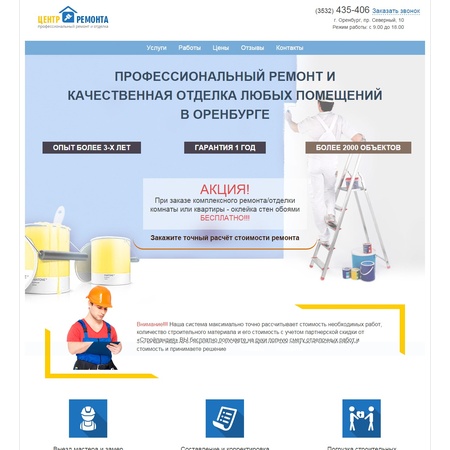 ЦЕНТР РЕМОНТА
профессиональный ремонт и отделка
(3532) 435-406 Заказать звонок
г. Оренбург, пр. Северный, 10
Режим работы: с 9.00 до 18.00
Услуги Работы Цены Отзывы Контакты
ПРОФЕССИОНАЛЬНЫЙ РЕМОНТ И
КАЧЕСТВЕННАЯ ОТДЕЛКА ЛЮБЫХ ПОМЕЩЕНИЙ
В ОРЕНБУРГЕ
ОПЫТ БОЛЕЕ 3-Х ЛЕТ ГАРАНТИЯ 1 ГОД БОЛЕЕ 2000 ОБЪЕКТОВ
АКЦИЯ!
При заказе комплексного ремонта/отделки
комнаты или квартиры - оклейка стен обоями
БЕСПЛАТНО!!!
Закажите точный расчёт стоимости ремонта
Внимание!!!! Наша система максимально точно рассчитывает стоимость необходимых работ,
количество строительного материала и его стоимость с учетом партнерской скидки от
стоимость и принимаете решение.
Выезд мастера и замер Составление и корректировка Погрузка строительных